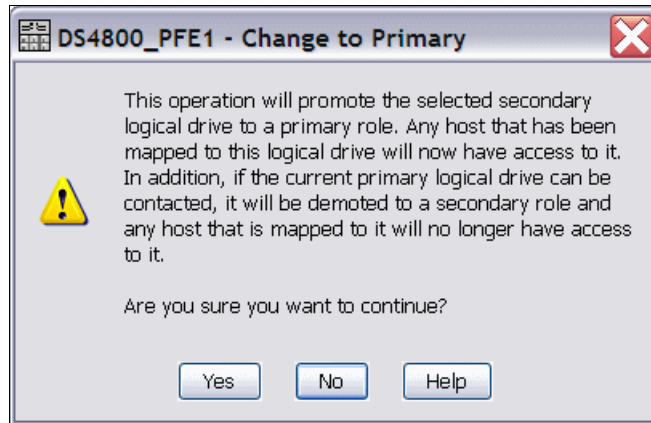 DS4800_PFE1 - Change to Primary
This operation will promote the selected secondary
logical drive to a primary role. Any host that has been
mapped to this logical drive will now have access to it.
In addition, if the current primary logical drive can be
contacted, it will be demoted to a secondary role and
any host that is mapped to it will no longer have access
to it.
Are you sure you want to continue?
Yes No Help